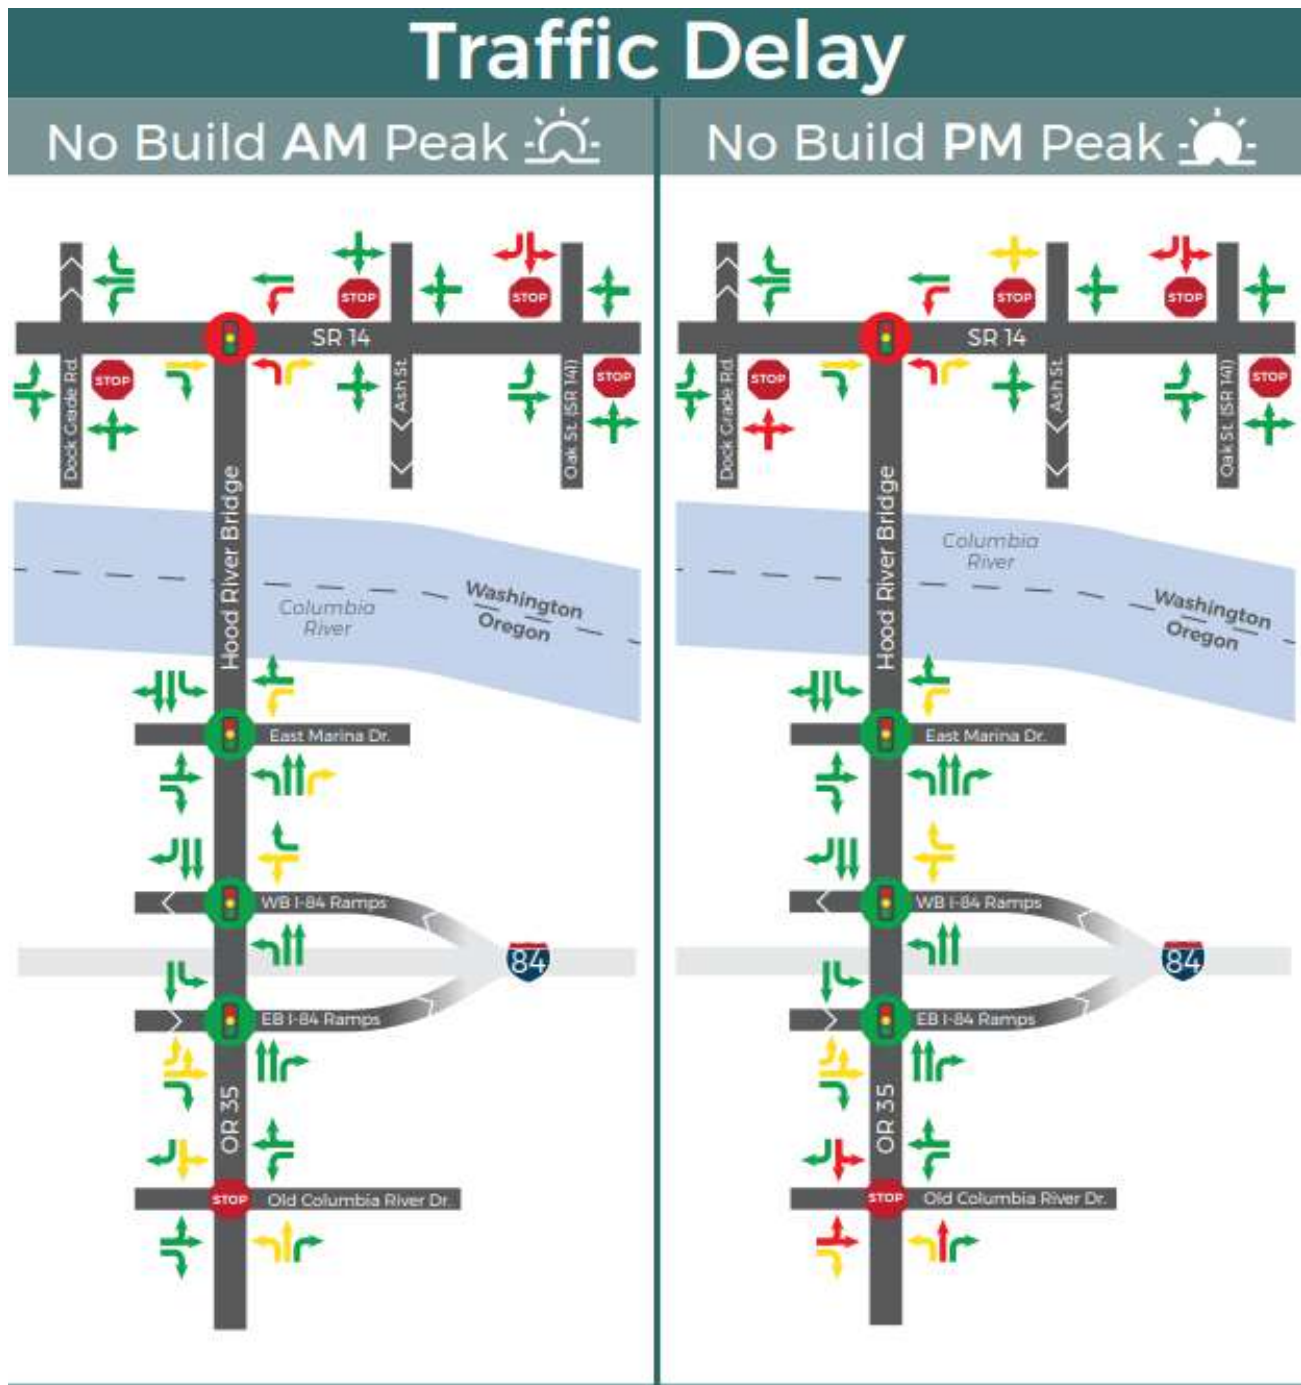 Traffic Delay
No Build AM Peak
STOP
STOP
SR 14
STOP
STOP
Dock Grade Rd.
Ash St.
Oak St. (SR 141)
Hood River Bridge
Columbia
River
Washington
Oregon
East Marina Dr.
WB I-84 Ramps
84
EB I-84 Ramps
OR 35
STOP
Old Columbia River Dr.
No Build PM Peak
STOP
STOP
SR 14
STOP
STOP
Dock Grade Rd.
Ash St.
Oak St. (SR 141)
Hood River Bridge
Columbia
River
Washington
Oregon
East Marina Dr.
WB I-84 Ramps
84
EB I-84 Ramps
OR 35
STOP
Old Columbia River Dr.